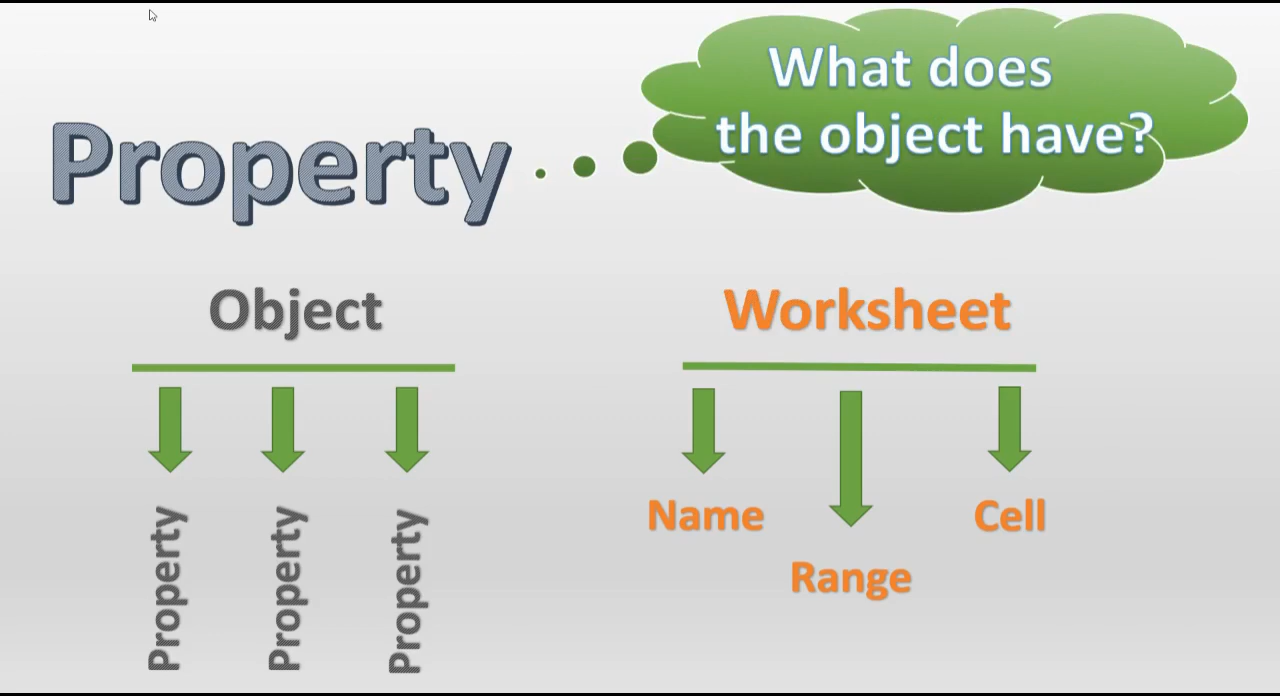 What does
the object have?
Property
Object
Worksheet
Property
Property
Property
Name
Range
Cell